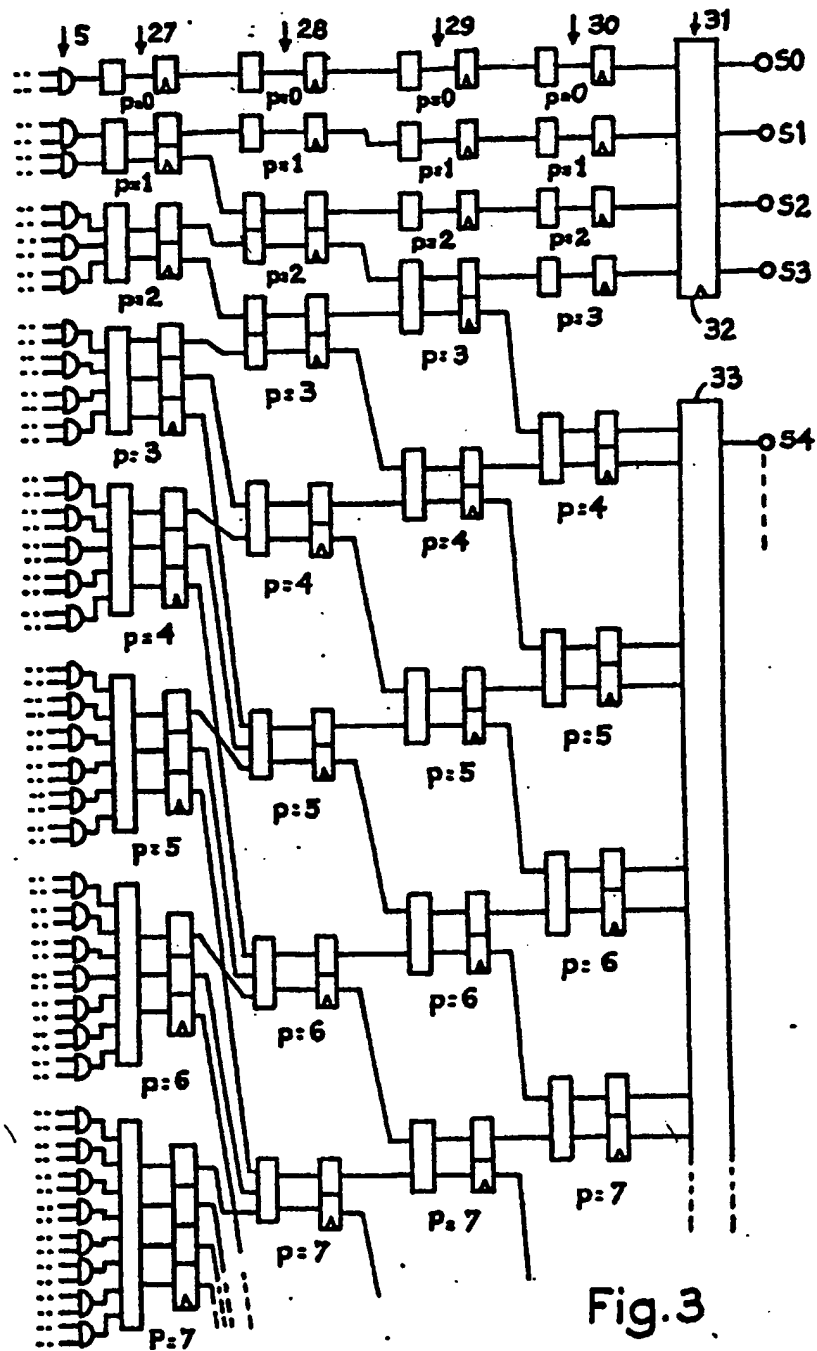 5 27 28 29 30 31
S0
p=0 p=0 p=0 p=0
S1
p=1 p=1 p=1 p=1
S2
p=2 p=2 p=2 p=2
S3
p=3 p=3 p=3 p=3
32
33
S4
p=4 p=4 p=4 p=4
p=5 p=5 p=5 p=5
p=6 p=6 p=6 p=6
p=7 p=7 P=7 p=7
Fig.3